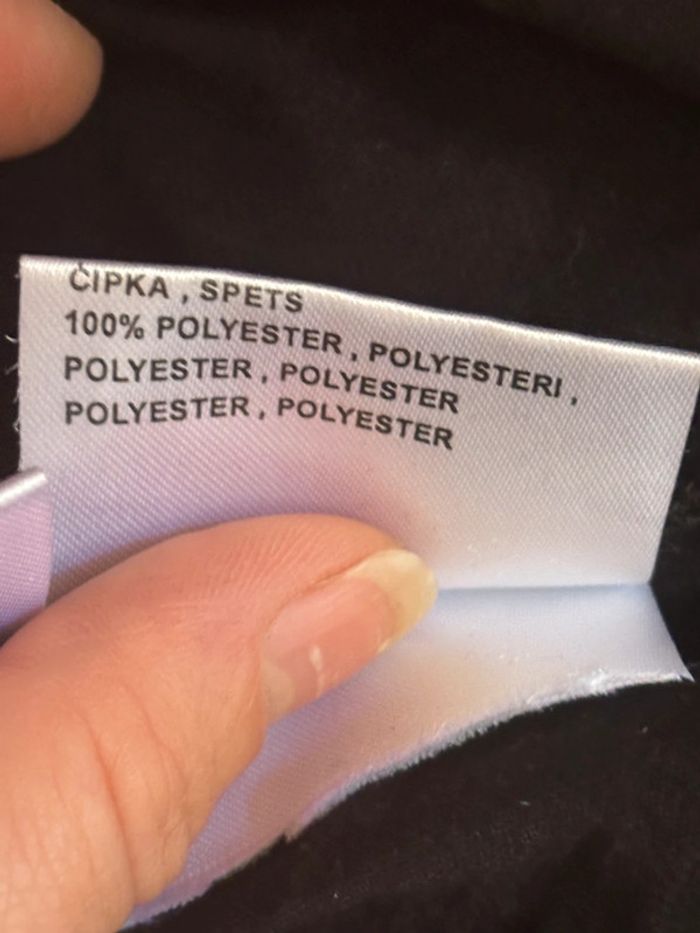 ČIPKA , SPETS
100% POLYESTER , POLYESTERI ,
POLYESTER , POLYESTER
POLYESTER , POLYESTER